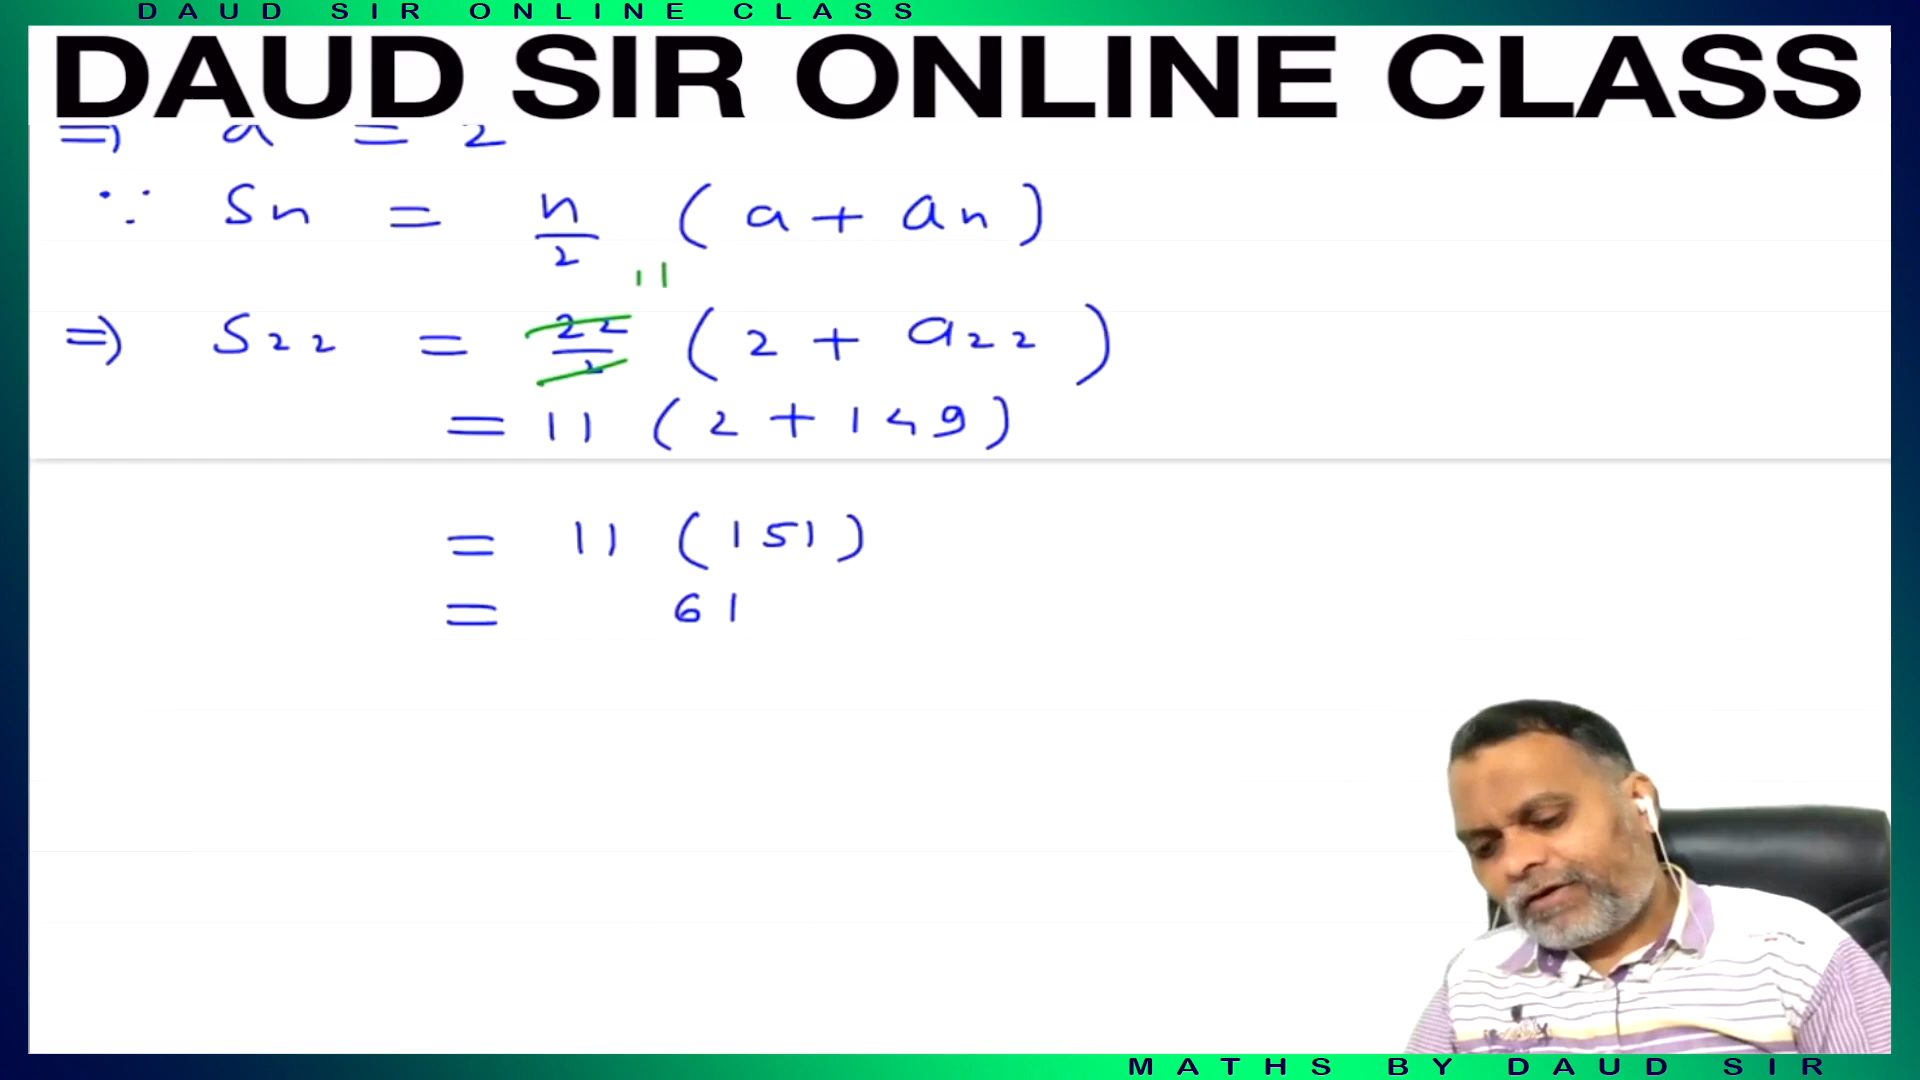 DAUD SIR ONLINE CLASS
DAUD SIR ONLINE CLASS
⇒ a = 2
∵ Sn = n/2 (a + an)
11
⇒ S22 = 22/2 (2 + a22)
= 11 (2 + 149)
= 11 (151)
= 61
MATHS BY DAUD SIR